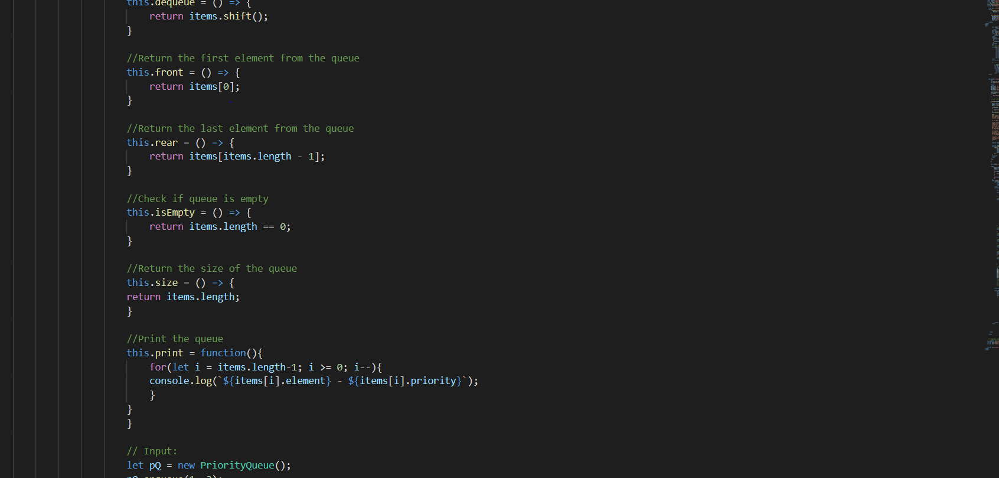 this.dequeue = () => {
return items.shift();
}
//Return the first element from the queue
this.front = () => {
return items[0];
}
//Return the last element from the queue
this.rear = () => {
return items[items.length - 1];
}
//Check if queue is empty
this.isEmpty = () => {
return items.length == 0;
}
//Return the size of the queue
this.size = () => {
return items.length;
}
//Print the queue
this.print = function(){
for(let i = items.length-1; i >= 0; i--){
console.log(`${items[i].element} - ${items[i].priority}`);
}
}
}
// Input:
let pQ = new PriorityQueue();